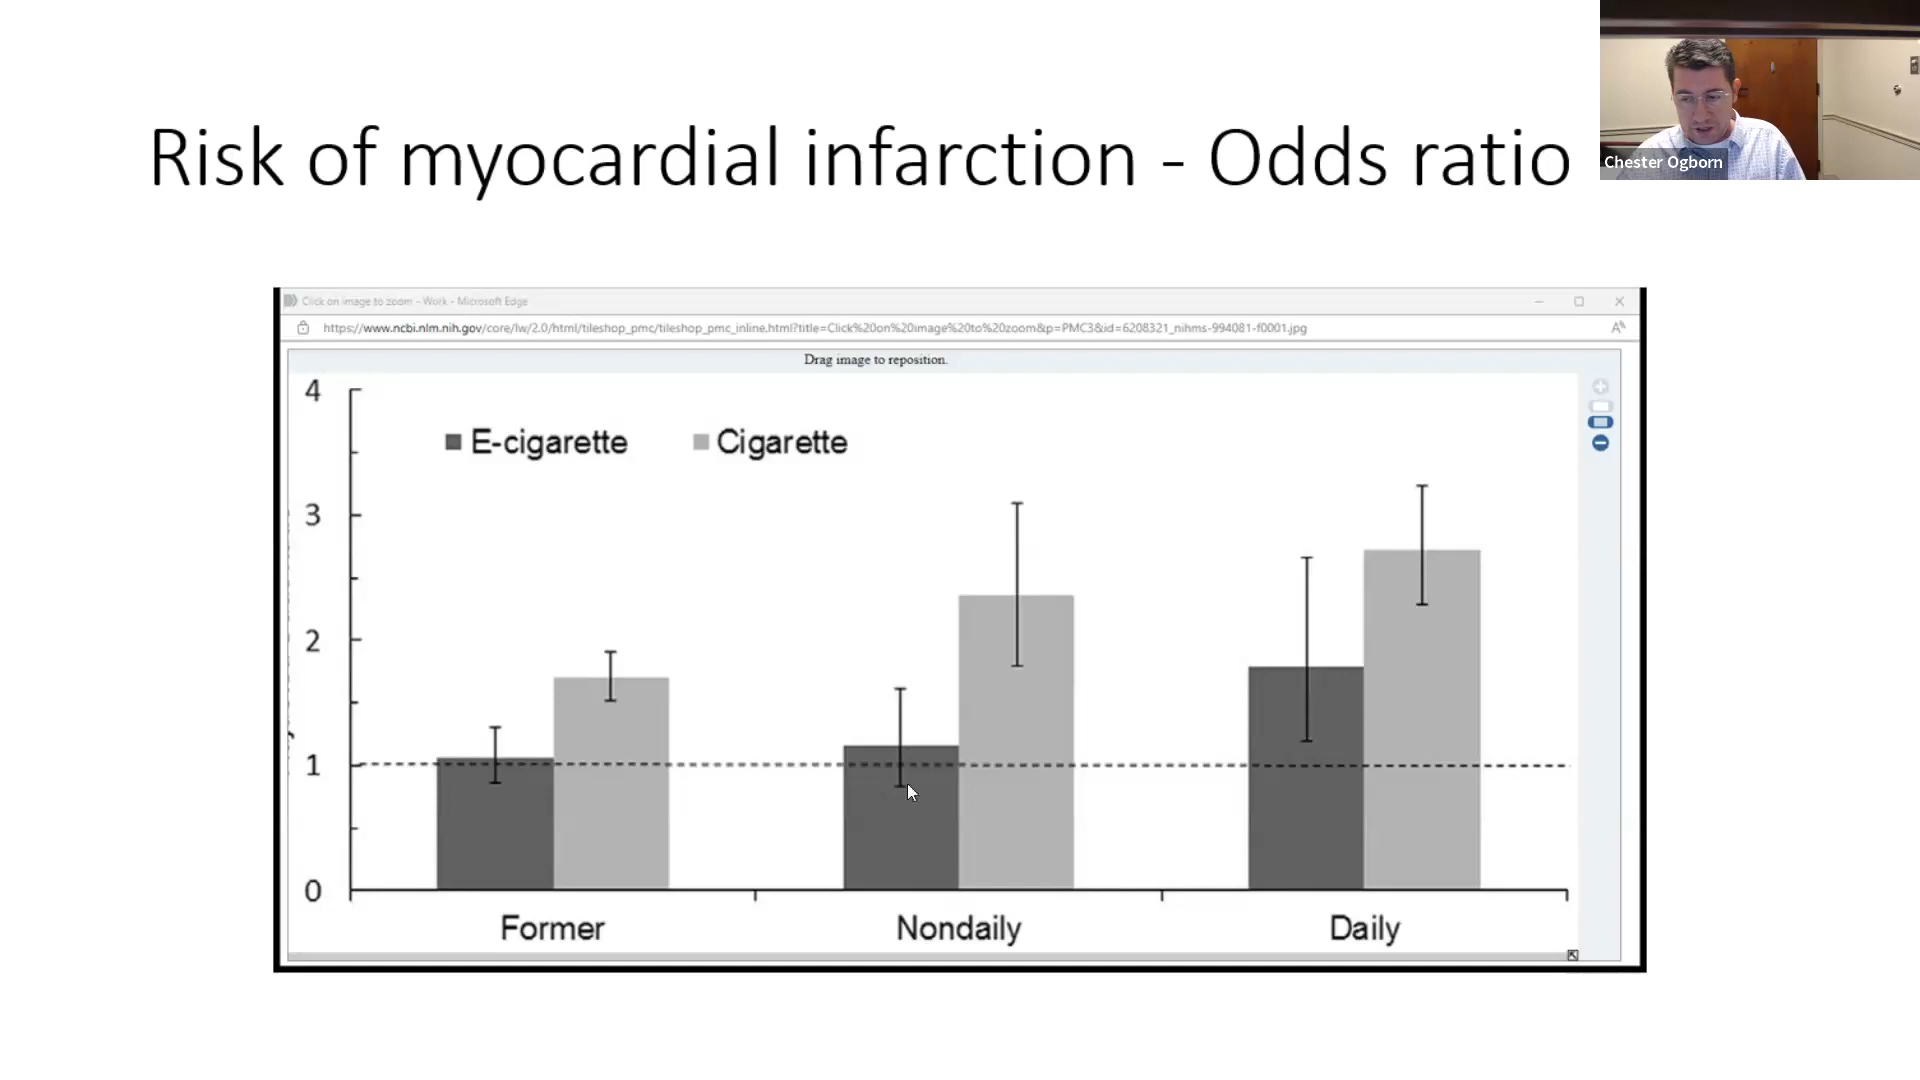 Risk of myocardial infarction - Odds ratio
Chester Ogborn
Click on image to zoom - Work - Microsoft Edge
https://www.ncbi.nlm.nih.gov/core/lw/2.0/html/tileshop_pmc/tileshop_pmc_inline.html?title=Click%20on%20image%20to%20zoom&p=PMC3&id=6208321_nihms-994081-f0001.jpg
Drag image to reposition.
E-cigarette Cigarette
4
3
2
1
0
Former Nondaily Daily